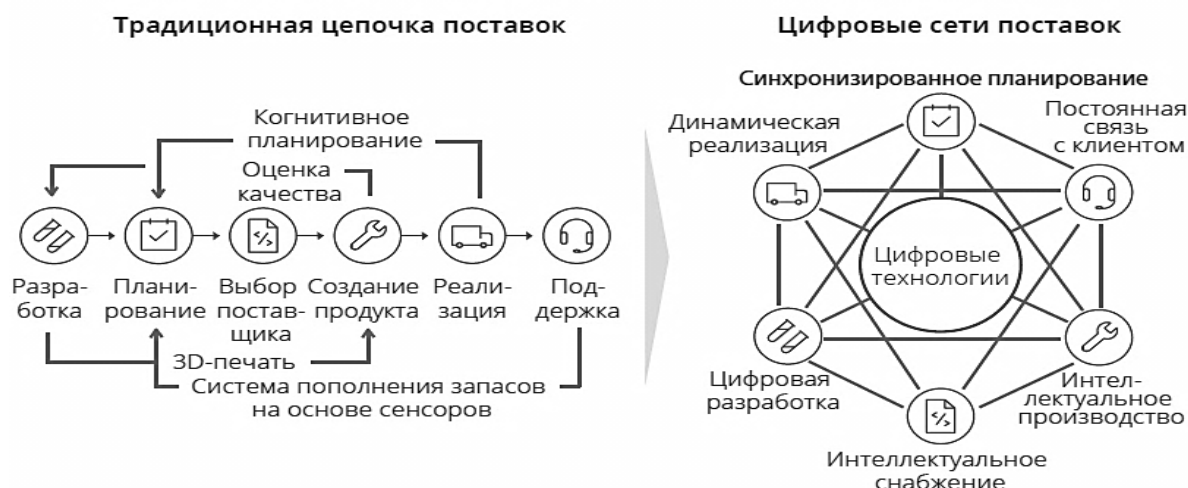 Традиционная цепочка поставок
Когнитивное
планирование
Оценка
качества
Разра-
ботка
Плани-
рование
Выбор
постав-
щика
Создание
продукта
Реали-
зация
Под-
держка
3D-печать
Система пополнения запасов
на основе сенсоров
Цифровые сети поставок
Синхронизированное планирование
Динамическая
реализация
Постоянная
связь
с клиентом
Цифровые
технологии
Цифровая
разработка
Интел-
лектуальное
производство
Интеллектуальное
снабжение